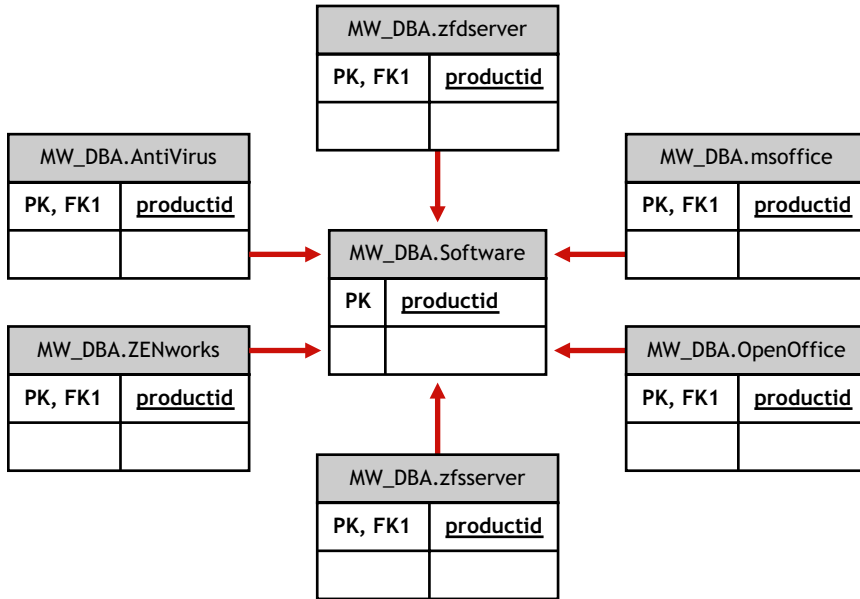 MW_DBA.zfdserver
PK, FK1 productid
MW_DBA.AntiVirus
PK, FK1 productid
MW_DBA.msoffice
PK, FK1 productid
MW_DBA.Software
PK productid
MW_DBA.ZENworks
PK, FK1 productid
MW_DBA.OpenOffice
PK, FK1 productid
MW_DBA.zfsserver
PK, FK1 productid